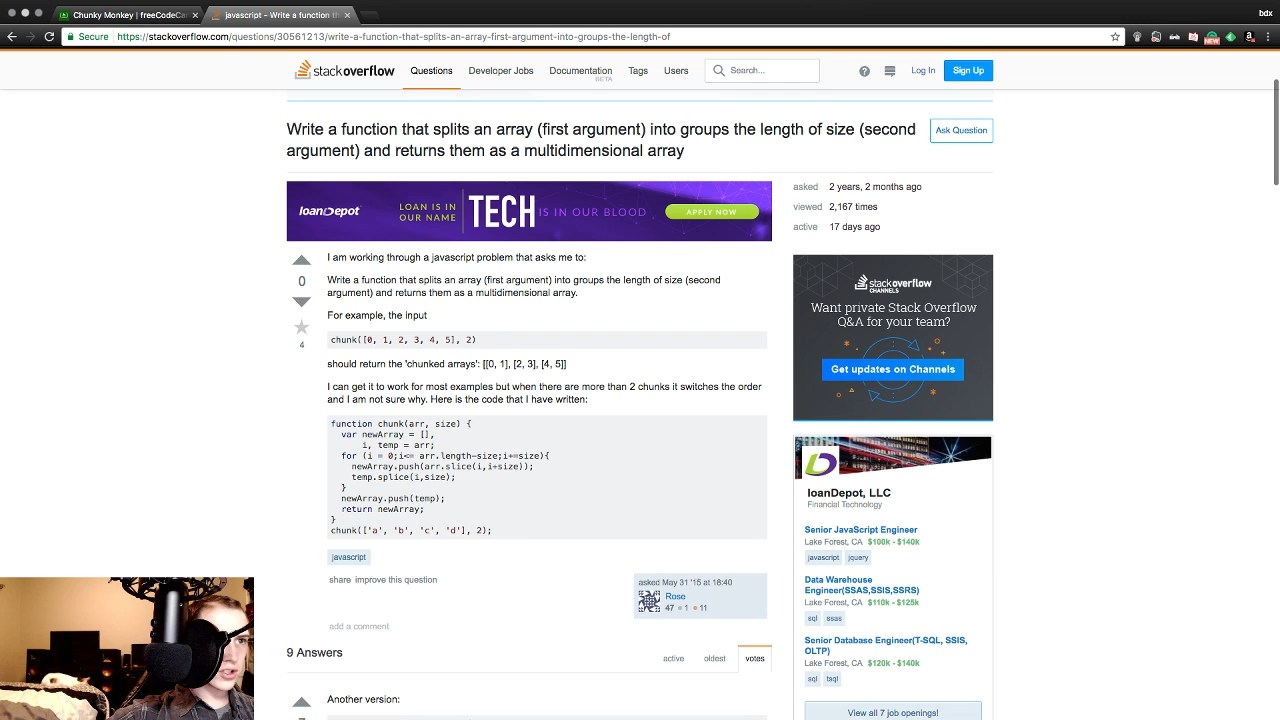 Chunky Monkey | freeCodeCa
javascript - Write a function th
bdx
Secure
https://stackoverflow.com/questions/30561213/write-a-function-that-splits-an-array-first-argument-into-groups-the-length-of
NEW
stackoverflow
Questions
Developer Jobs
Documentation
BETA
Tags
Users
Search...
Log In
Sign Up
Write a function that splits an array (first argument) into groups the length of size (second
argument) and returns them as a multidimensional array
Ask Question
loanDepot
LOAN IS IN
OUR NAME
TECH
IS IN OUR BLOOD
APPLY NOW
asked 2 years, 2 months ago
viewed 2,167 times
active 17 days ago
0
4
I am working through a javascript problem that asks me to:
Write a function that splits an array (first argument) into groups the length of size (second
argument) and returns them as a multidimensional array.
For example, the input
chunk([0, 1, 2, 3, 4, 5], 2)
should return the 'chunked arrays': [[0, 1], [2, 3], [4, 5]]
I can get it to work for most examples but when there are more than 2 chunks it switches the order
and I am not sure why. Here is the code that I have written:
function chunk(arr, size) {
var newArray = [],
i, temp = arr;
for (i = 0;i<= arr.length-size;i+=size){
newArray.push(arr.slice(i,i+size));
temp.splice(i,size);
}
newArray.push(temp);
return newArray;
}
chunk(['a', 'b', 'c', 'd'], 2);
javascript
share improve this question
asked May 31 '15 at 18:40
Rose
47 1 11
add a comment
9 Answers
active
oldest
votes
Another version:
stackoverflow
CHANNELS
Want private Stack Overflow
Q&A for your team?
Get updates on Channels
loanDepot, LLC
Financial Technology
Senior JavaScript Engineer
Lake Forest, CA $100k - $140k
javascript jquery
Data Warehouse
Engineer(SSAS,SSIS,SSRS)
Lake Forest, CA $110k - $125k
sql ssas
Senior Database Engineer(T-SQL, SSIS,
OLTP)
Lake Forest, CA $120k - $140k
sql tsql
View all 7 job openings!